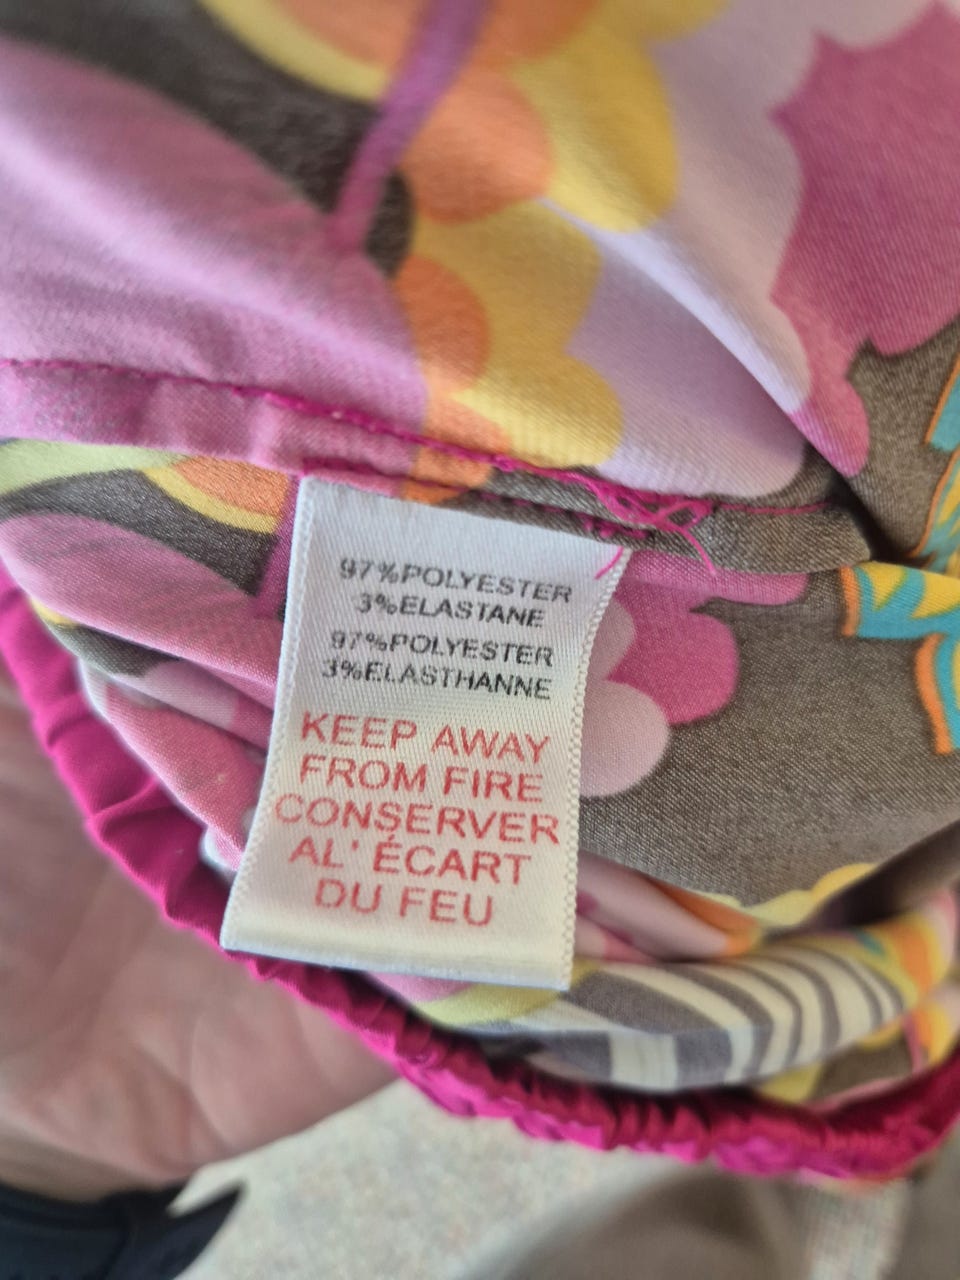 97%POLYESTER
3%ELASTANE
97%POLYESTER
3%ELASTHANNE
KEEP AWAY
FROM FIRE
CONSERVER
AL' ÉCART
DU FEU